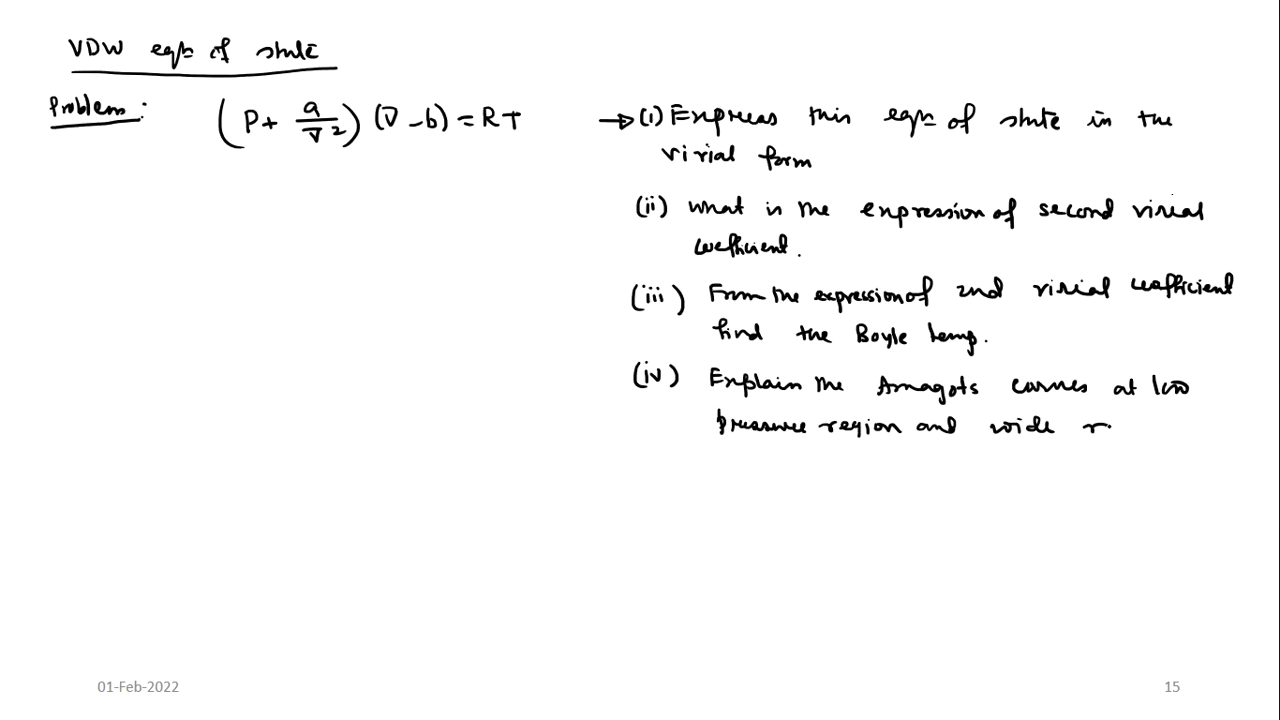 VDW eqn of state
Problem: (P + a/V̄²) (V̄ - b) = RT
→ (i) Express this eqn of state in the
virial form
(ii) What is the expression of second virial
coefficient.
(iii) From the expression of 2nd virial coefficient
find the Boyle temp.
(iv) Explain the Amagats curves at low
pressure region and wide r
01-Feb-2022
15